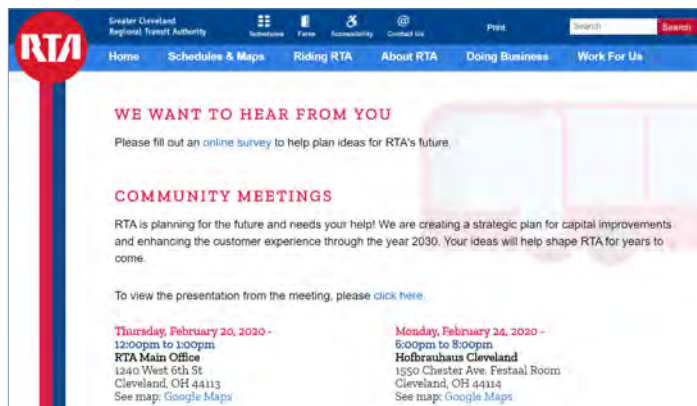 RTA
Greater Cleveland
Regional Transit Authority
Schedules
Fares
Accessibility
@
Contact Us
Print
Search
Search
Home
Schedules & Maps
Riding RTA
About RTA
Doing Business
Work For Us
WE WANT TO HEAR FROM YOU
Please fill out an online survey to help plan ideas for RTA's future.
COMMUNITY MEETINGS
RTA is planning for the future and needs your help! We are creating a strategic plan for capital improvements
and enhancing the customer experience through the year 2030. Your ideas will help shape RTA for years to
come.
To view the presentation from the meeting, please click here.
Thursday, February 20, 2020 -
12:00pm to 1:00pm
RTA Main Office
1240 West 6th St
Cleveland, OH 44113
See map: Google Maps
Monday, February 24, 2020 -
6:00pm to 8:00pm
Hofbrauhaus Cleveland
1550 Chester Ave. Festaal Room
Cleveland, OH 44114
See map: Google Maps